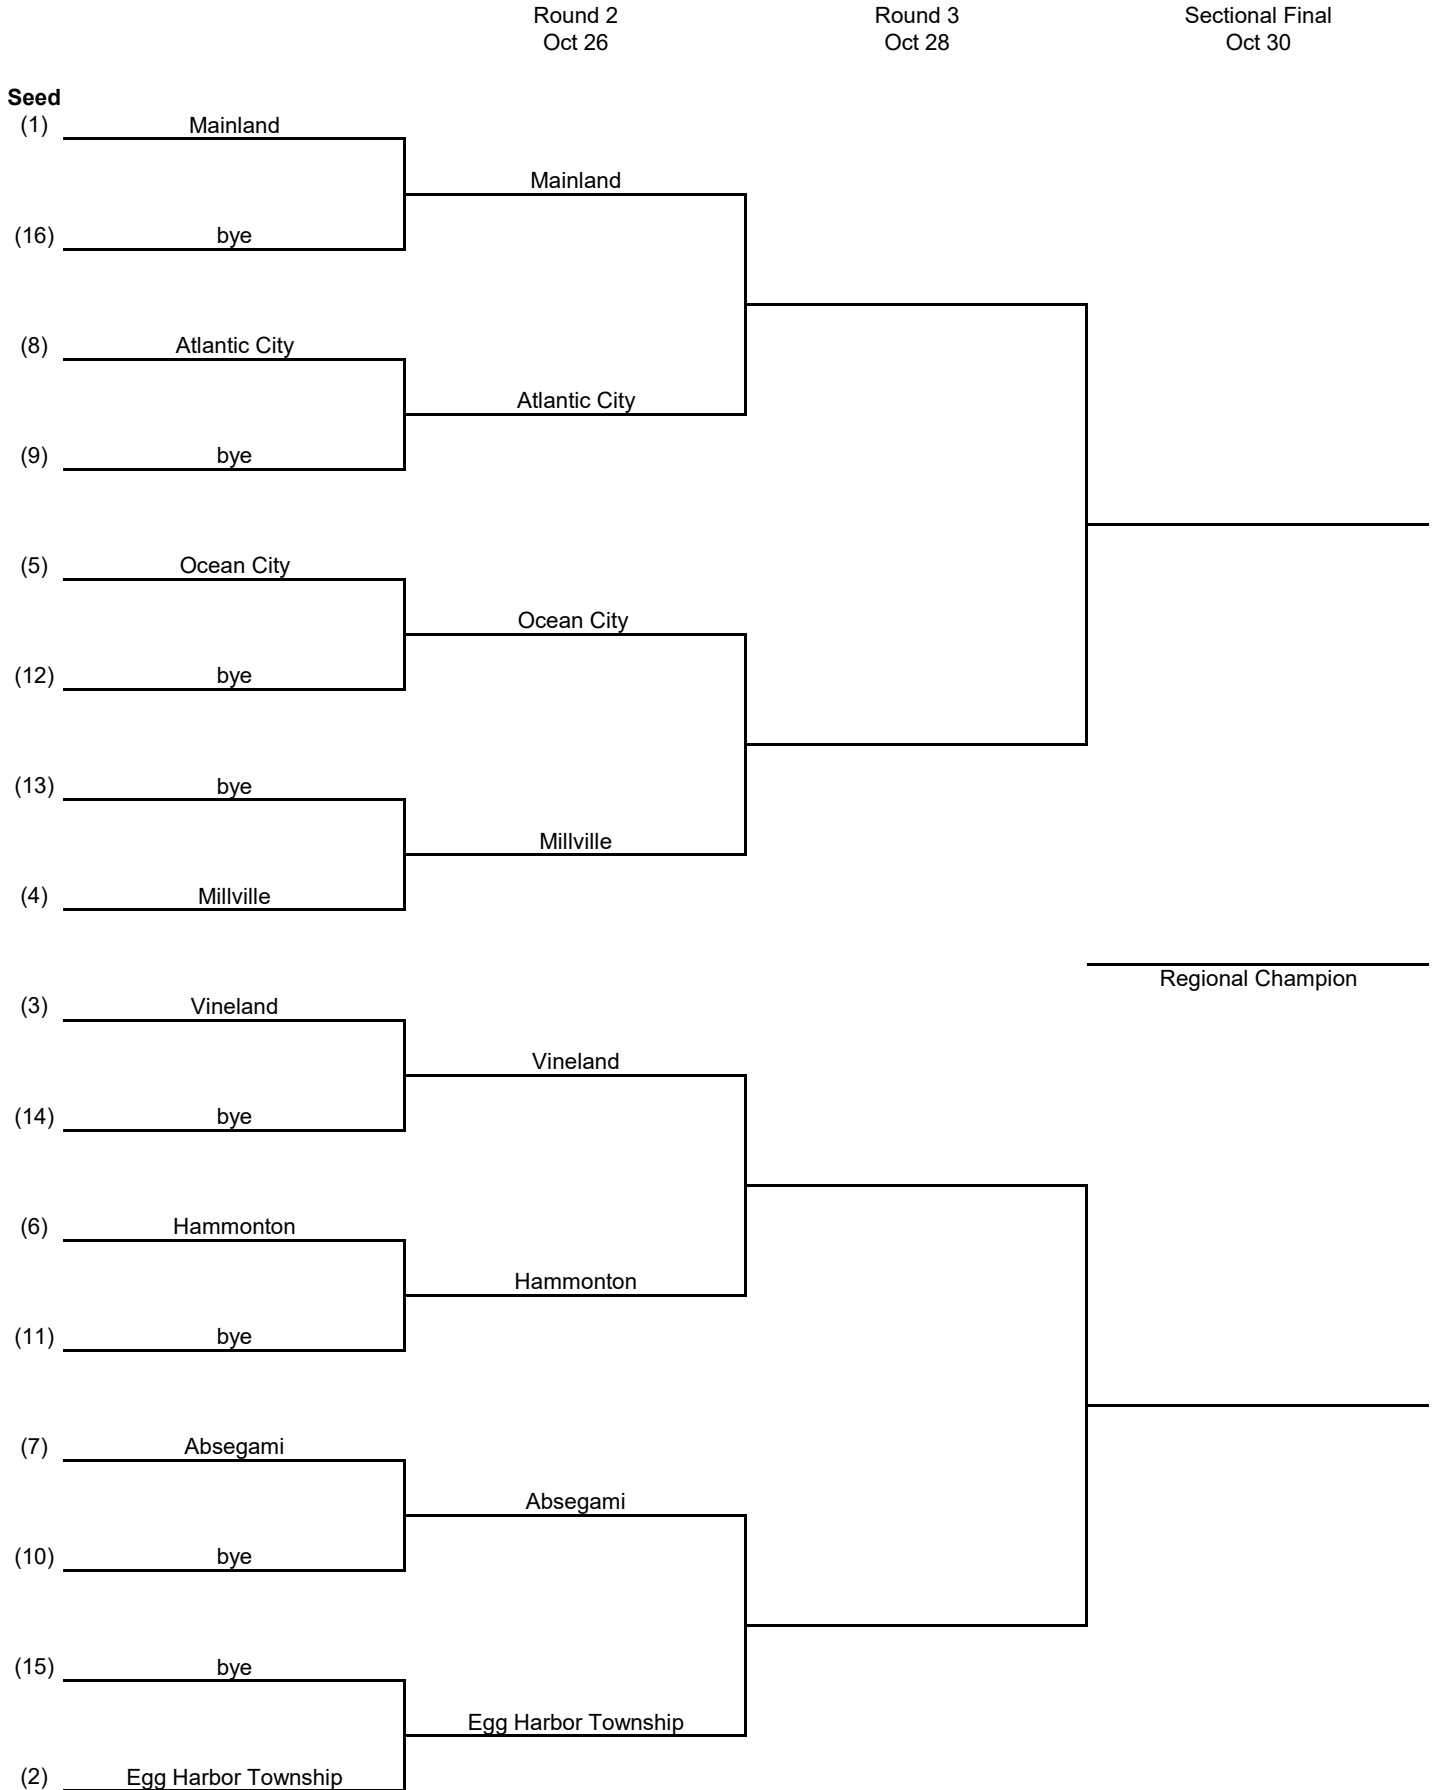 Round 2 Round 3 Sectional Final
Oct 26 Oct 28 Oct 30
Seed
(1) Mainland
Mainland
(16) bye
(8) Atlantic City
Atlantic City
(9) bye
(5) Ocean City
Ocean City
(12) bye
(13) bye
Millville
(4) Millville
Regional Champion
(3) Vineland
Vineland
(14) bye
(6) Hammonton
Hammonton
(11) bye
(7) Absegami
Absegami
(10) bye
(15) bye
Egg Harbor Township
(2) Egg Harbor Township